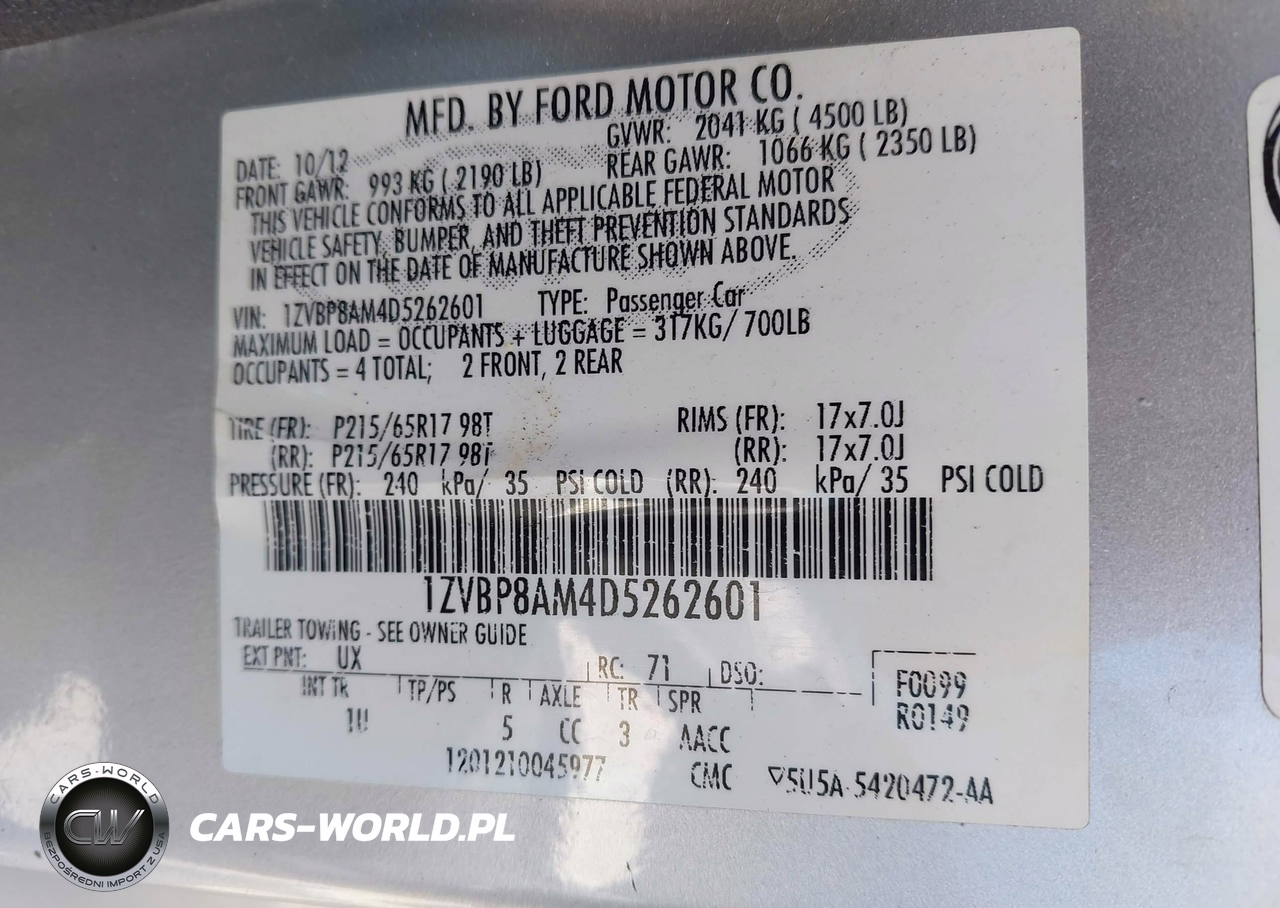 MFD. BY FORD MOTOR CO.
DATE: 10/12 GVWR: 2041 KG ( 4500 LB)
FRONT GAWR: 993 KG ( 2190 LB) REAR GAWR: 1066 KG ( 2350 LB)
THIS VEHICLE CONFORMS TO ALL APPLICABLE FEDERAL MOTOR
VEHICLE SAFETY, BUMPER, AND THEFT PREVENTION STANDARDS
IN EFFECT ON THE DATE OF MANUFACTURE SHOWN ABOVE.
VIN: 1ZVBP8AM4D5262601 TYPE: Passenger Car
MAXIMUM LOAD = OCCUPANTS + LUGGAGE = 317KG/ 700LB
OCCUPANTS = 4 TOTAL; 2 FRONT, 2 REAR
TIRE (FR): P215/65R17 98T RIMS (FR): 17x7.0J
(RR): P215/65R17 98T (RR): 17x7.0J
PRESSURE (FR): 240 kPa/ 35 PSI COLD (RR): 240 kPa/ 35 PSI COLD
1ZVBP8AM4D5262601
TRAILER TOWING - SEE OWNER GUIDE
EXT PNT: UX RC: 71 DSO:
INT TR TP/PS R AXLE TR SPR F0099
1U 5 CC 3 AACC R0149
1201210045977 CMC ▽5U5A-5420472-AA
CARS-WORLD
CW
BEZPOŚREDNI IMPORT Z USA
CARS-WORLD.PL